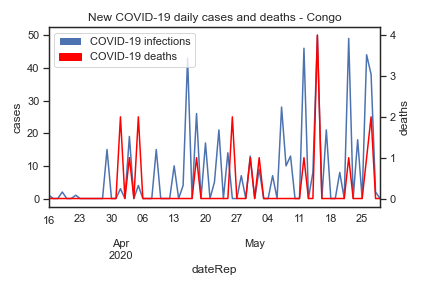 New COVID-19 daily cases and deaths - Congo
COVID-19 infections
COVID-19 deaths
50
40
30
20
10
0
cases
4
3
2
1
0
deaths
16 23 30 06 13 20 27 04 11 18 25
Apr May
2020
dateRep